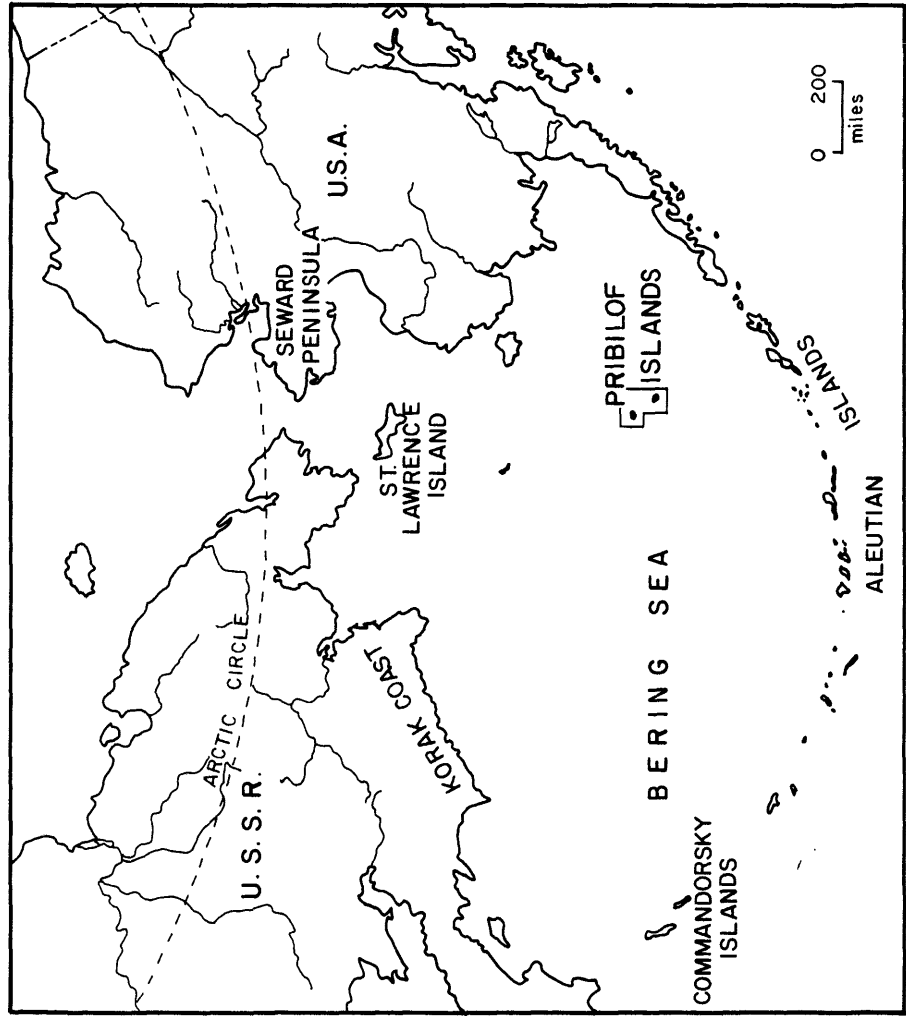 ARCTIC CIRCLE
U.S.S.R.
KORAK COAST
ST.
LAWRENCE
ISLAND
SEWARD
PENINSULA
U.S.A.
PRIBILOF
ISLANDS
BERING SEA
COMMANDORSKY
ISLANDS
ALEUTIAN
ISLANDS
0 200
miles